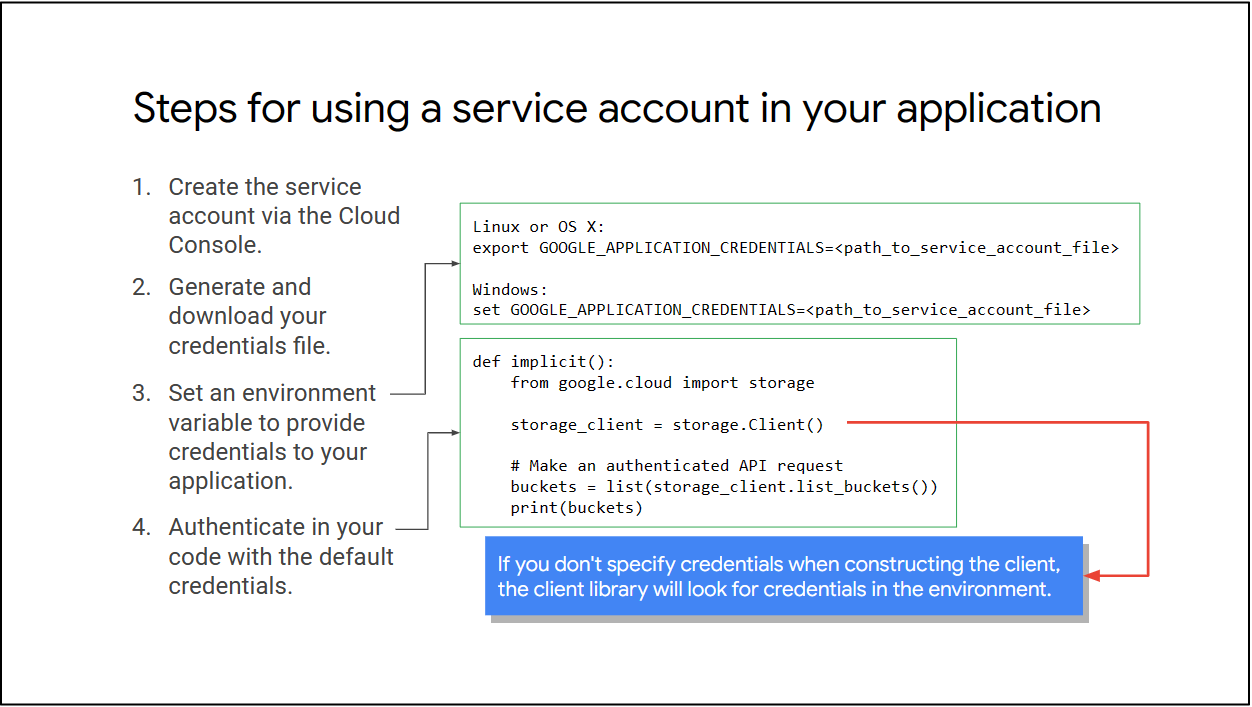 Steps for using a service account in your application
1. Create the service
account via the Cloud
Console.
2. Generate and
download your
credentials file.
3. Set an environment
variable to provide
credentials to your
application.
4. Authenticate in your
code with the default
credentials.
Linux or OS X:
export GOOGLE_APPLICATION_CREDENTIALS=<path_to_service_account_file>
Windows:
set GOOGLE_APPLICATION_CREDENTIALS=<path_to_service_account_file>
def implicit():
    from google.cloud import storage
    storage_client = storage.Client()
    # Make an authenticated API request
    buckets = list(storage_client.list_buckets())
    print(buckets)
If you don't specify credentials when constructing the client,
the client library will look for credentials in the environment.